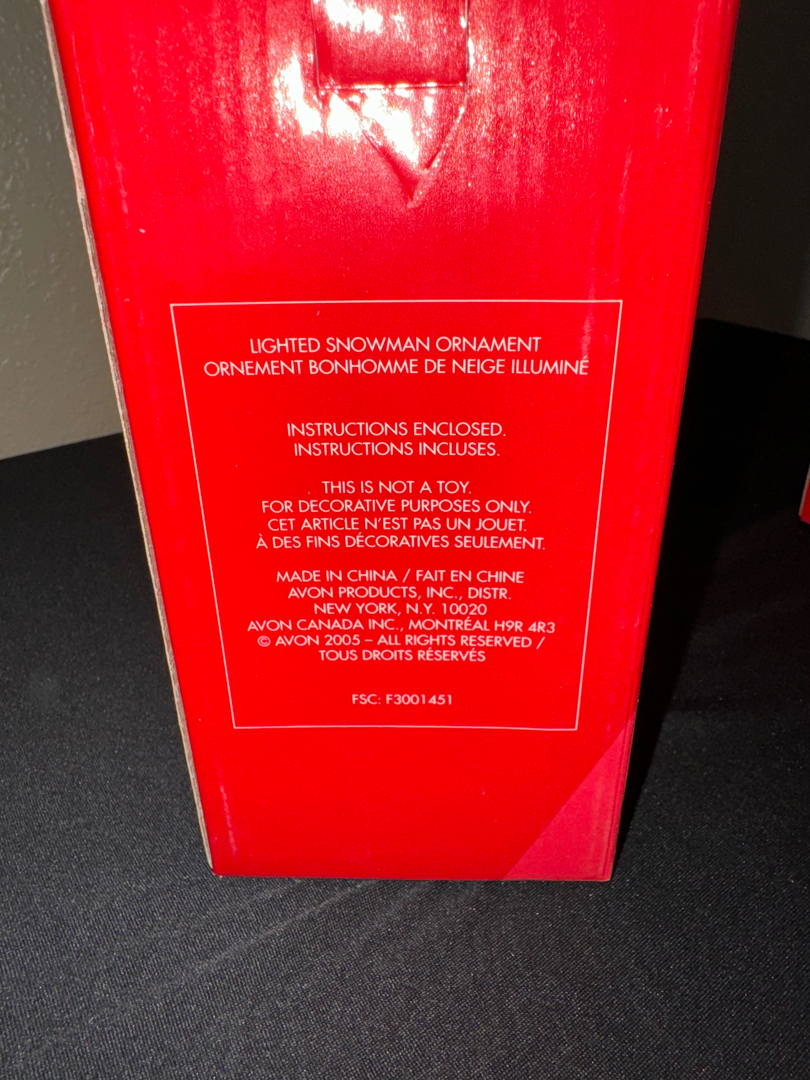 LIGHTED SNOWMAN ORNAMENT
ORNEMENT BONHOMME DE NEIGE ILLUMINÉ
INSTRUCTIONS ENCLOSED.
INSTRUCTIONS INCLUSES.
THIS IS NOT A TOY.
FOR DECORATIVE PURPOSES ONLY.
CET ARTICLE N'EST PAS UN JOUET.
À DES FINS DÉCORATIVES SEULEMENT.
MADE IN CHINA / FAIT EN CHINE
AVON PRODUCTS, INC., DISTR.
NEW YORK, N.Y. 10020
AVON CANADA INC., MONTRÉAL H9R 4R3
© AVON 2005 – ALL RIGHTS RESERVED /
TOUS DROITS RÉSERVÉS
FSC: F3001451